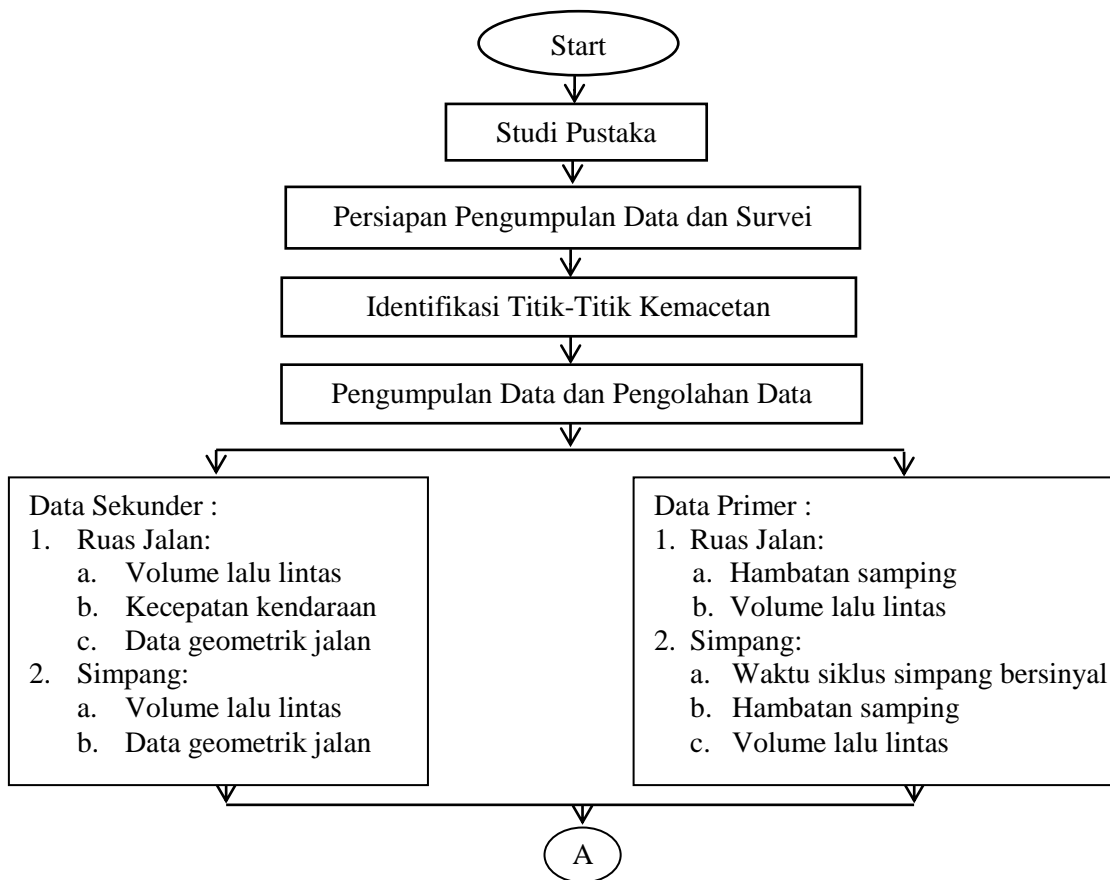 Start
Studi Pustaka
Persiapan Pengumpulan Data dan Survei
Identifikasi Titik-Titik Kemacetan
Pengumpulan Data dan Pengolahan Data
Data Sekunder :
1. Ruas Jalan:
a. Volume lalu lintas
b. Kecepatan kendaraan
c. Data geometrik jalan
2. Simpang:
a. Volume lalu lintas
b. Data geometrik jalan
Data Primer :
1. Ruas Jalan:
a. Hambatan samping
b. Volume lalu lintas
2. Simpang:
a. Waktu siklus simpang bersinyal
b. Hambatan samping
c. Volume lalu lintas
A